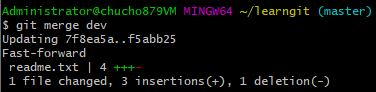 Administrator@chucho879VM MINGW64 ~/learngit (master)
$ git merge dev
Updating 7f8ea5a..f5abb25
Fast-forward
 readme.txt | 4 +++-
 1 file changed, 3 insertions(+), 1 deletion(-)